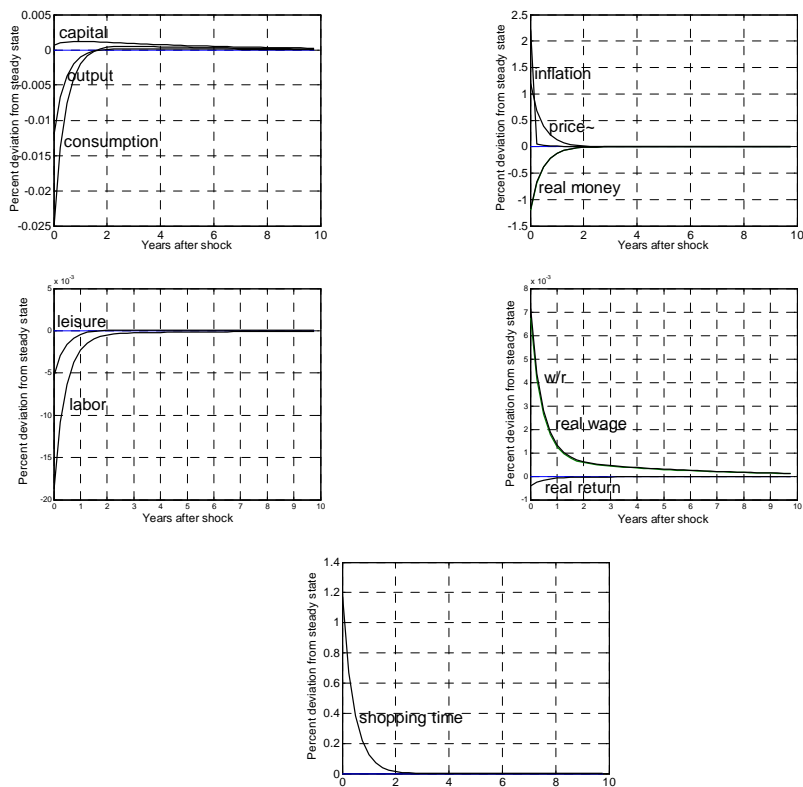 0.005
0
-0.005
-0.01
-0.015
-0.02
-0.025
Percent deviation from steady state
capital
output
consumption
0 2 4 6 8 10
Years after shock
2.5
2
1.5
1
0.5
0
-0.5
-1
-1.5
Percent deviation from steady state
inflation
price~
real money
0 2 4 6 8 10
Years after shock
x 10^-3
5
0
-5
-10
-15
-20
Percent deviation from steady state
leisure
labor
0 1 2 3 4 5 6 7 8 9 10
Years after shock
x 10^-3
8
7
6
5
4
3
2
1
0
-1
Percent deviation from steady state
w/r
real wage
real return
0 1 2 3 4 5 6 7 8 9 10
Years after shock
1.4
1.2
1
0.8
0.6
0.4
0.2
0
Percent deviation from steady state
shopping time
0 2 4 6 8 10